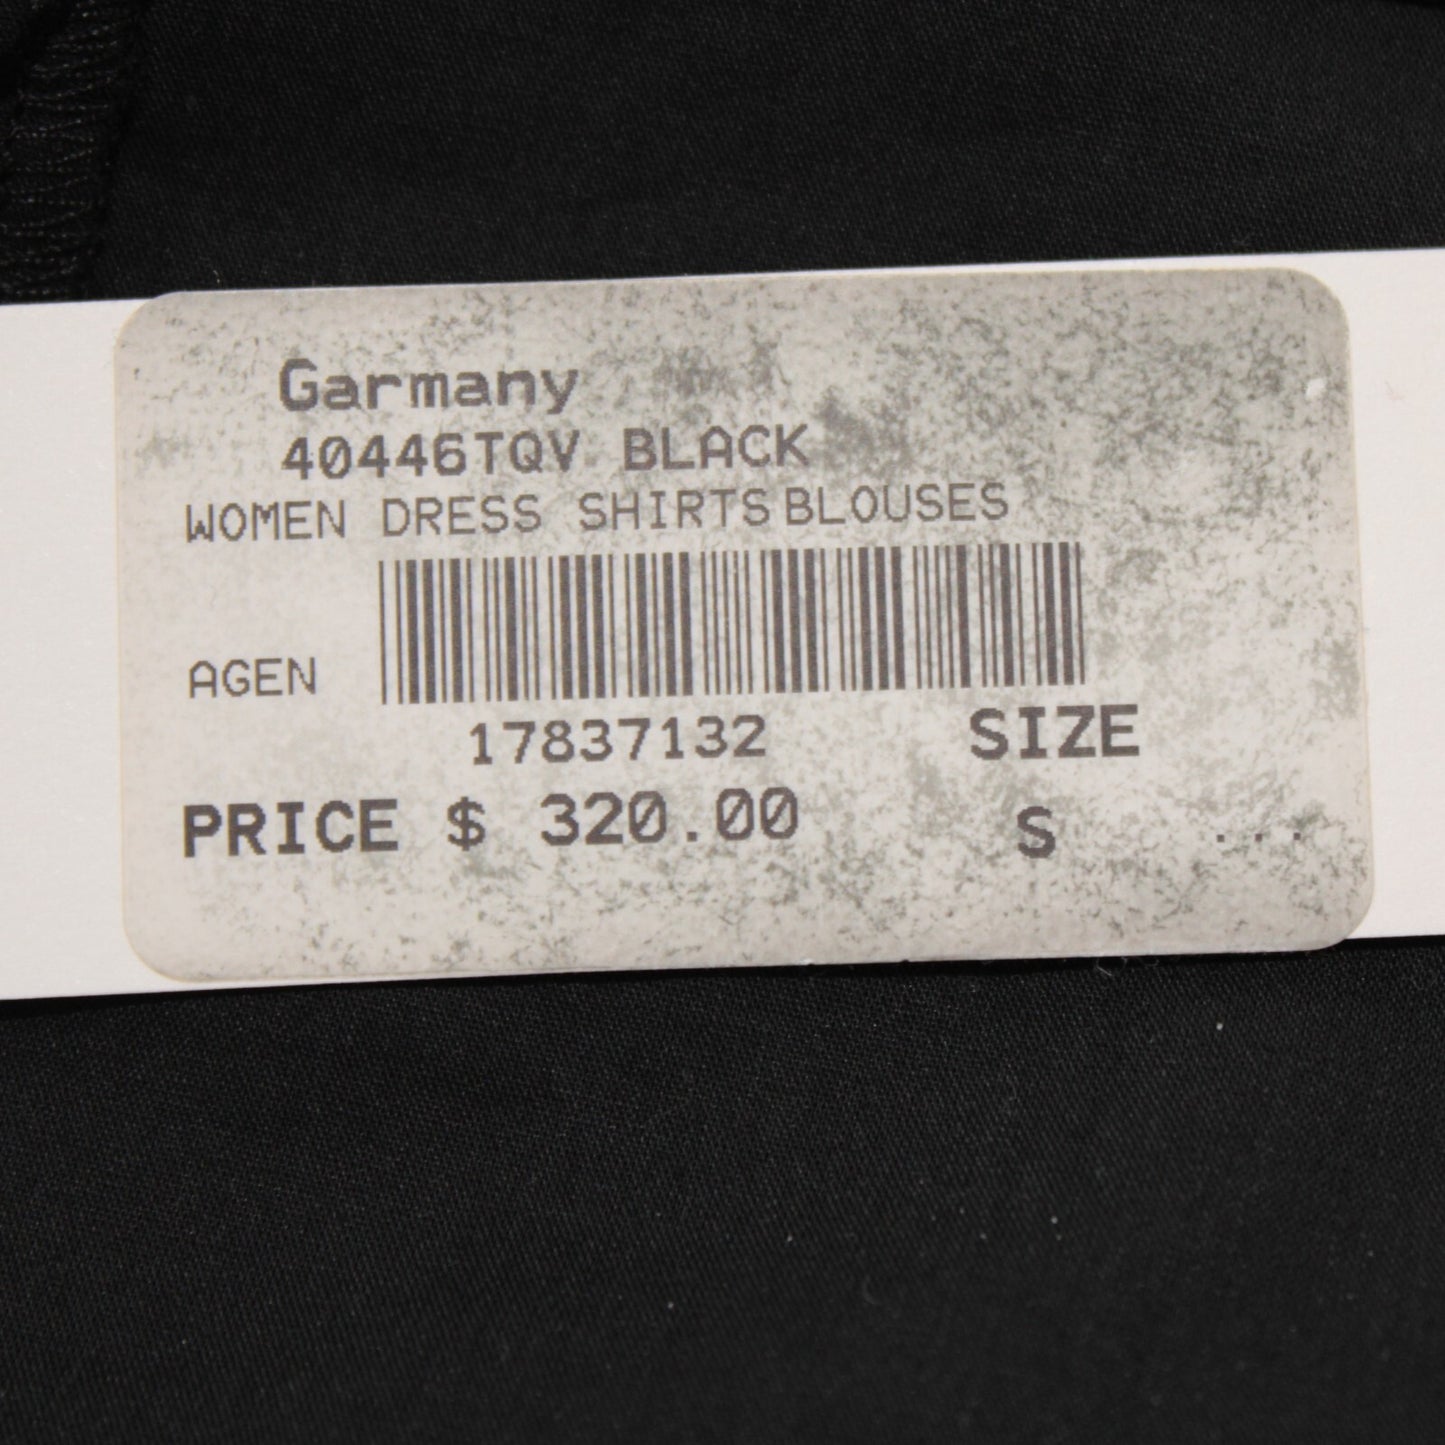 Garmany
40446TQV BLACK
WOMEN DRESS SHIRTS BLOUSES
AGEN
17837132
SIZE
PRICE $ 320.00
S
...